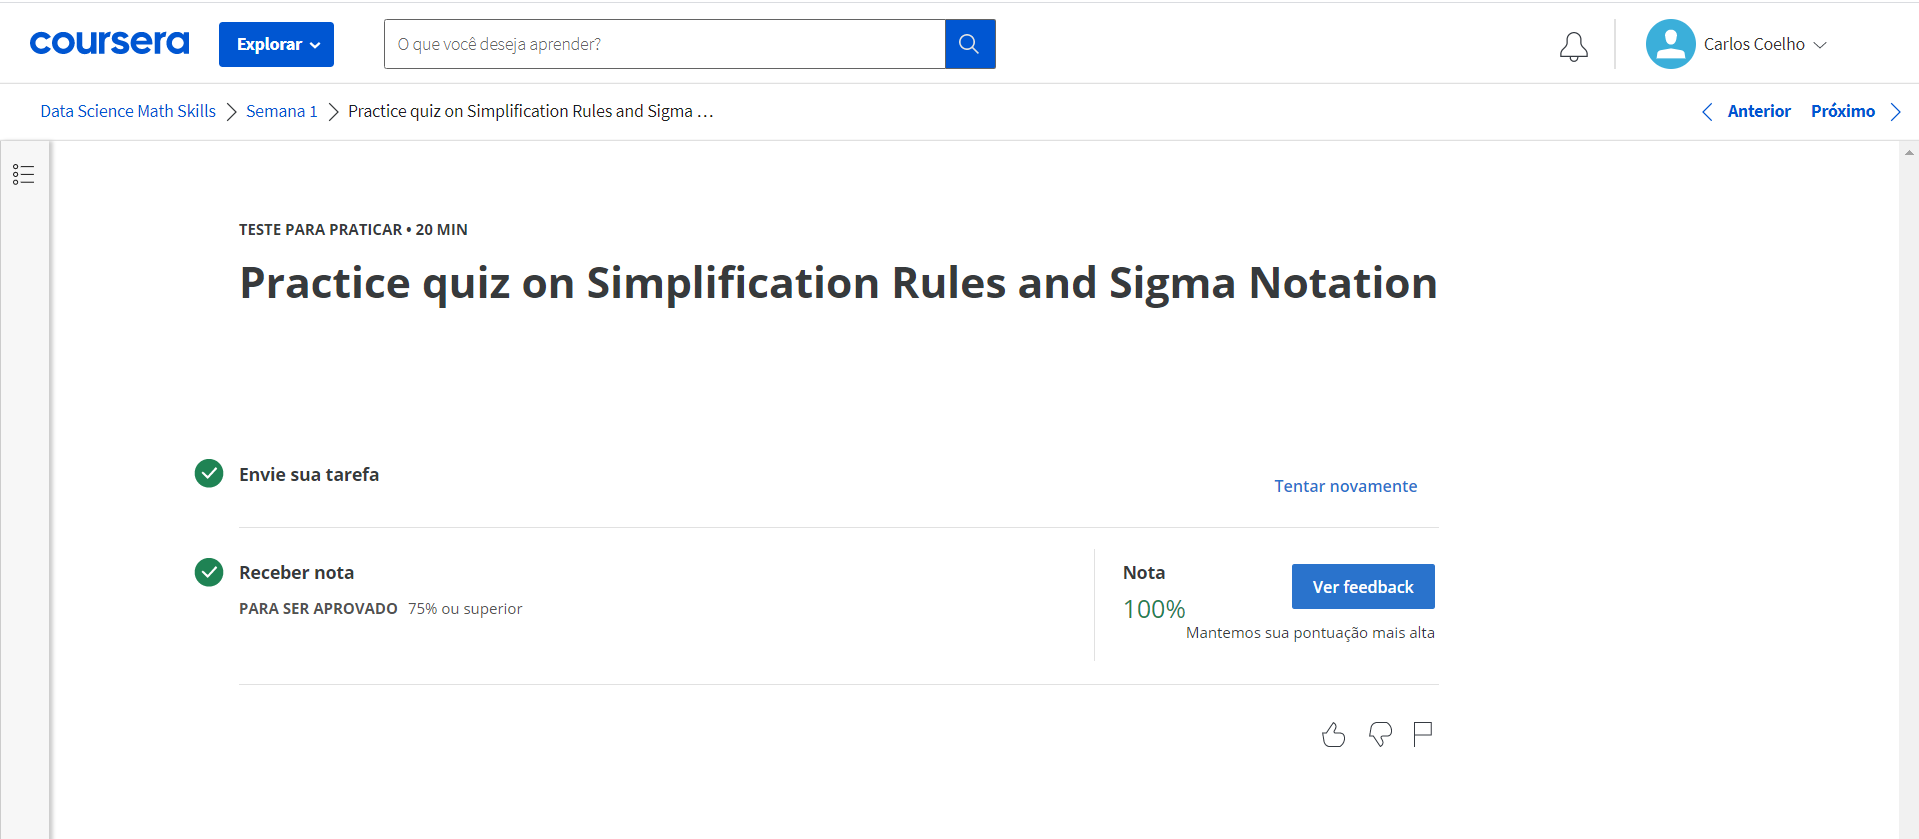 coursera
Explorar
O que você deseja aprender?
Carlos Coelho
Data Science Math Skills
Semana 1
Practice quiz on Simplification Rules and Sigma ...
Anterior
Próximo
TESTE PARA PRATICAR • 20 MIN
Practice quiz on Simplification Rules and Sigma Notation
Envie sua tarefa
Tentar novamente
Receber nota
PARA SER APROVADO 75% ou superior
Nota
100%
Ver feedback
Mantemos sua pontuação mais alta